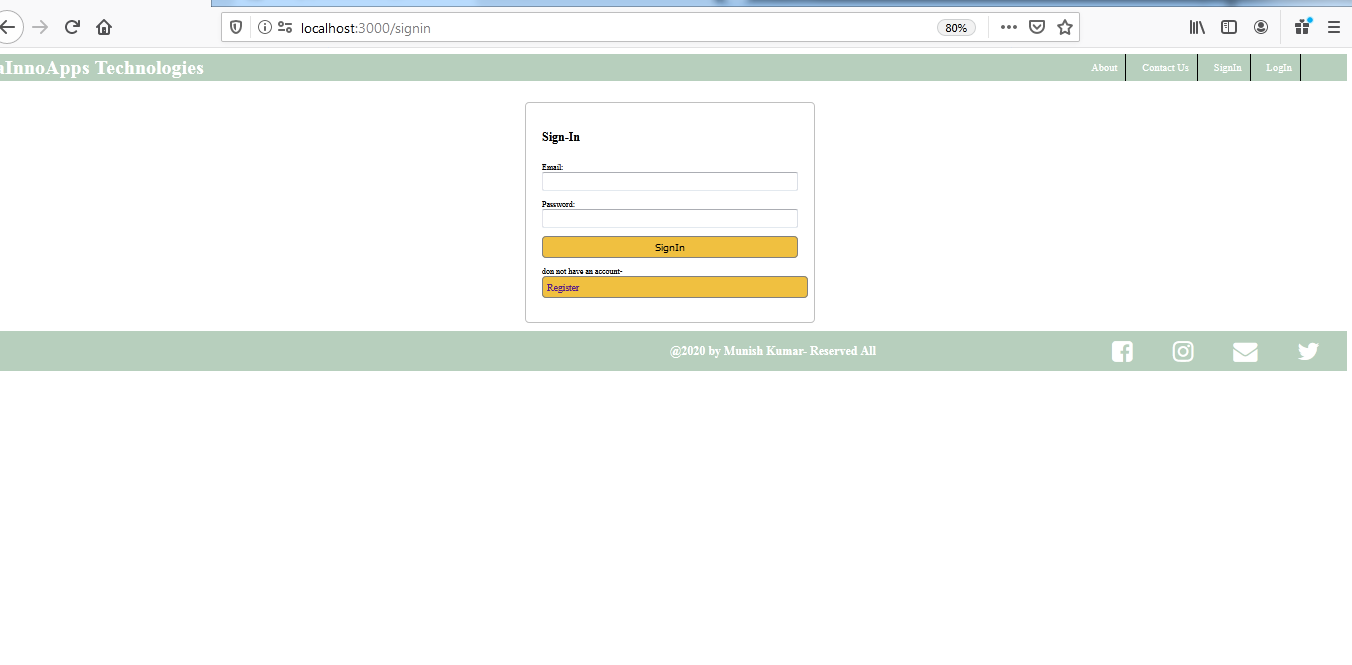 localhost:3000/signin
80%
aInnoApps Technologies
About
Contact Us
SignIn
LogIn
Sign-In
Email:
Password:
SignIn
don not have an account-
Register
@2020 by Munish Kumar- Reserved All